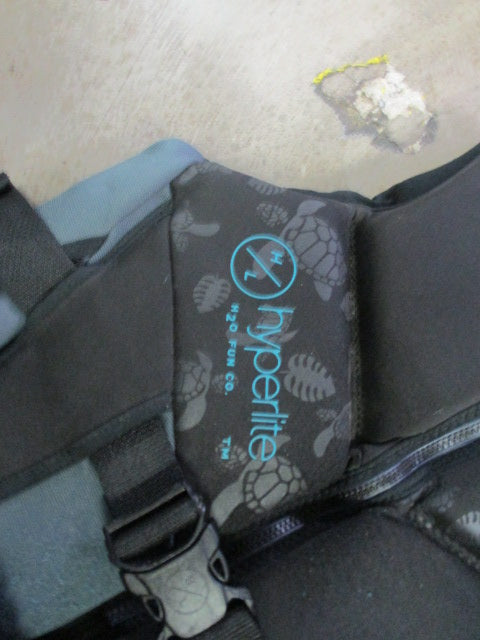 H/L
hyperlite
H2O FUN CO.
TM